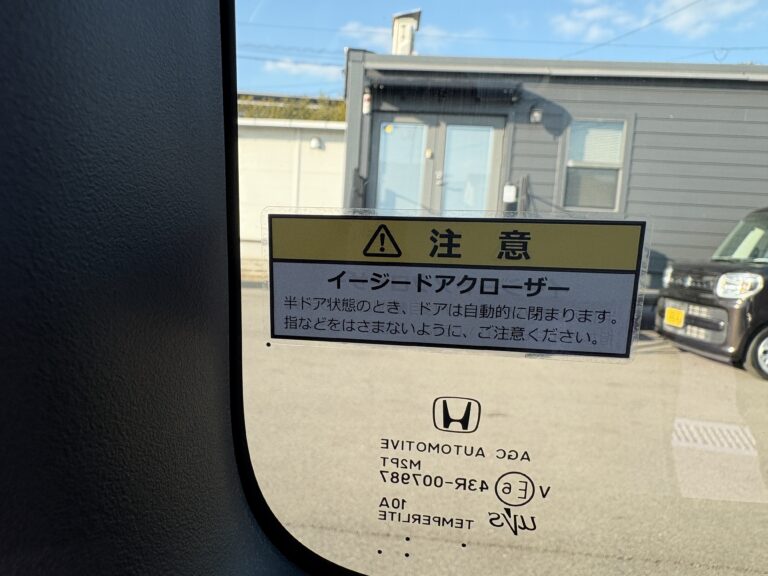 注意
イージードアクローザー
半ドア状態のとき、ドアは自動的に閉まります。
指などをはさまないように、ご注意ください。
AGC AUTOMOTIVE
M2PT
E6 43R-007987
V
10A
TEMPERLITE